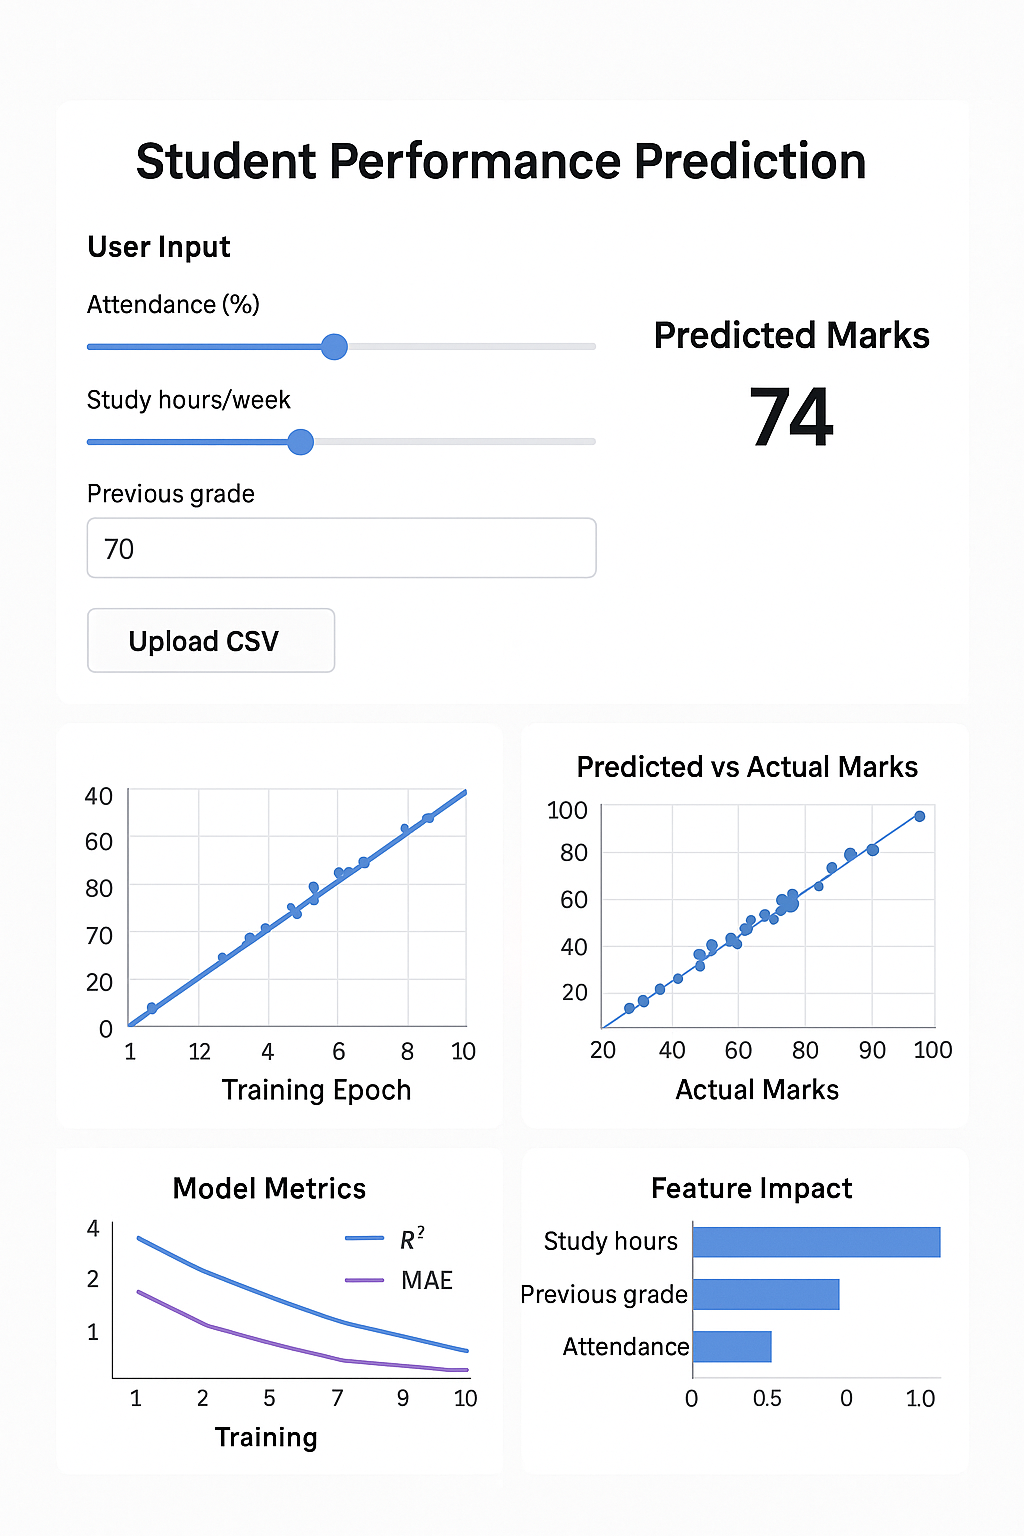 Student Performance Prediction
User Input
Attendance (%)
Study hours/week
Previous grade
70
Upload CSV
Predicted Marks
74
40
60
80
70
20
0
1 12 4 6 8 10
Training Epoch
Predicted vs Actual Marks
100
80
60
40
20
20 40 60 80 90 100
Actual Marks
Model Metrics
4
2
1
R²
MAE
1 2 5 7 9 10
Training
Feature Impact
Study hours
Previous grade
Attendance
0 0.5 0 1.0